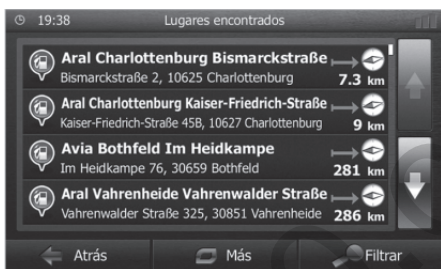 19:38 Lugares encontrados
Aral Charlottenburg Bismarckstraße
Bismarckstraße 2, 10625 Charlottenburg 7.3 km
Aral Charlottenburg Kaiser-Friedrich-Straße
Kaiser-Friedrich-Straße 45B, 10627 Charlottenburg 9 km
Avia Bothfeld Im Heidkampe
Im Heidkampe 76, 30659 Bothfeld 281 km
Aral Vahrenheide Vahrenwalder Straße
Vahrenwalder Straße 325, 30851 Vahrenheide 286 km
Atrás Más Filtrar